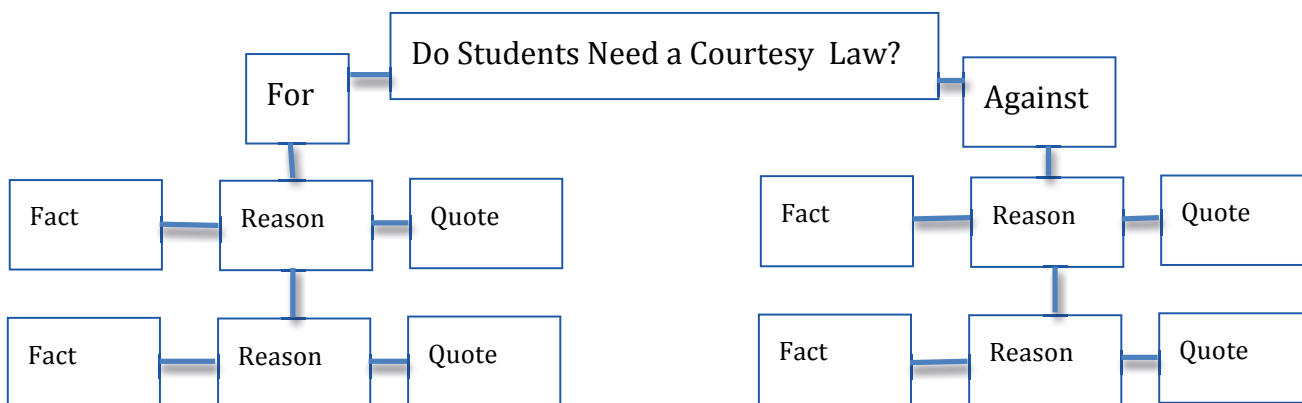 Do Students Need a Courtesy  Law?
For
Against
Fact
Reason
Quote
Fact
Reason
Quote
Fact
Reason
Quote
Fact
Reason
Quote